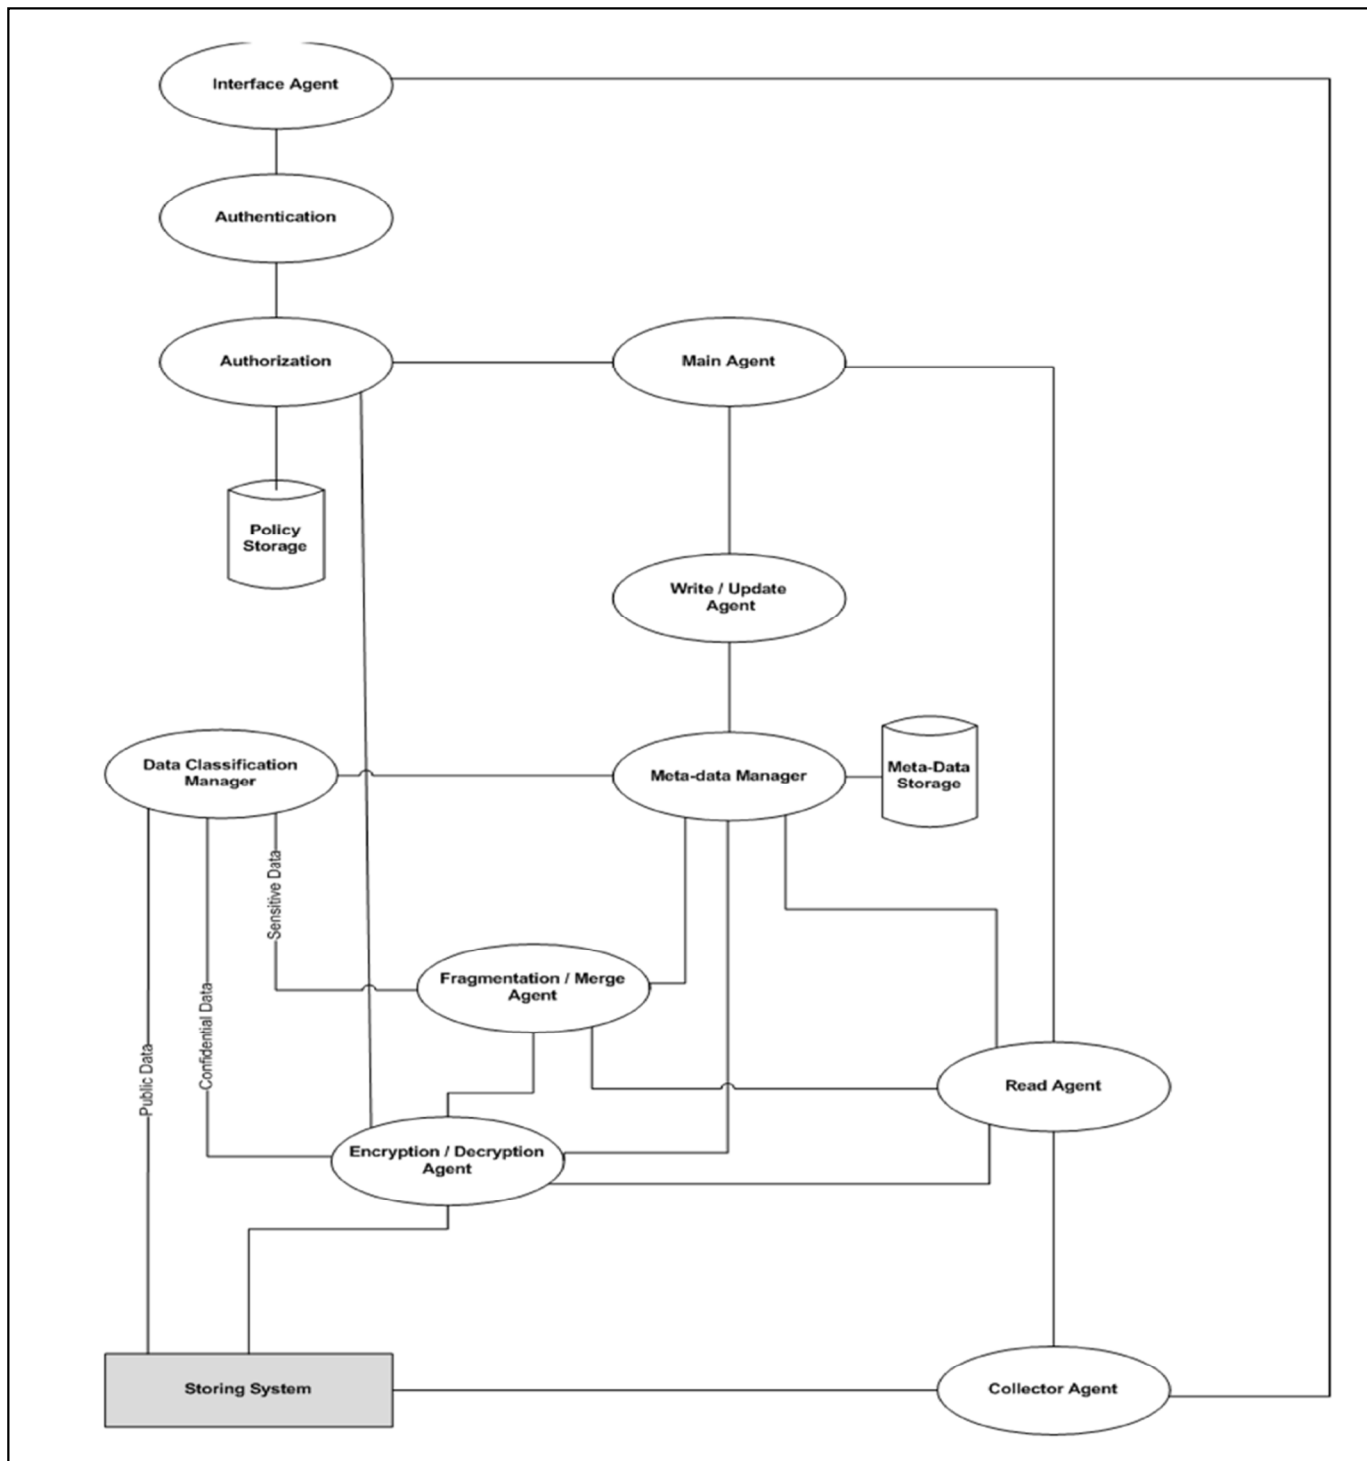 Interface Agent
Authentication
Authorization
Main Agent
Policy
Storage
Write / Update
Agent
Data Classification
Manager
Meta-data Manager
Meta-Data
Storage
Sensitive Data
Fragmentation / Merge
Agent
Confidential Data
Public Data
Read Agent
Encryption / Decryption
Agent
Storing System
Collector Agent